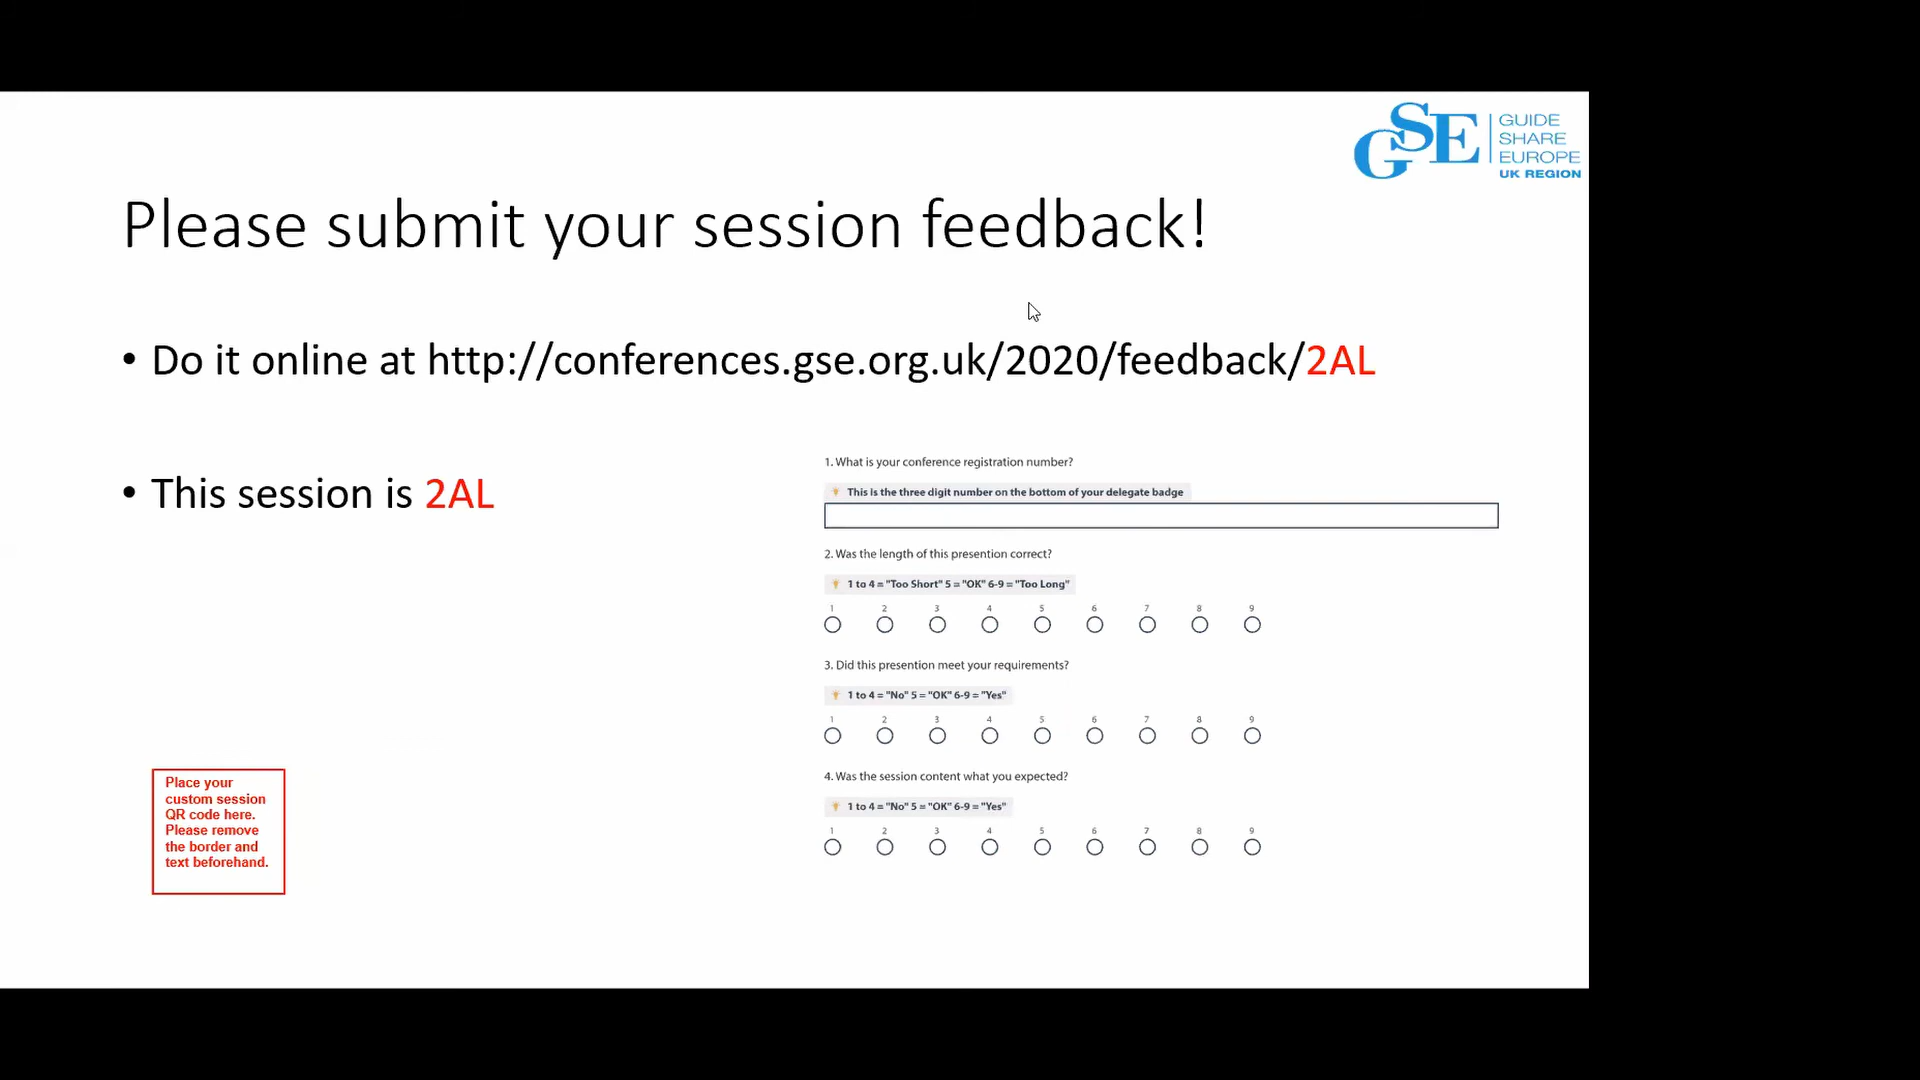 GSE
GUIDE
SHARE
EUROPE
UK REGION
Please submit your session feedback!
• Do it online at http://conferences.gse.org.uk/2020/feedback/2AL
• This session is 2AL
1. What is your conference registration number?
This is the three digit number on the bottom of your delegate badge
2. Was the length of this presention correct?
1 to 4 = "Too Short" 5 = "OK" 6-9 = "Too Long"
1 2 3 4 5 6 7 8 9
3. Did this presention meet your requirements?
1 to 4 = "No" 5 = "OK" 6-9 = "Yes"
1 2 3 4 5 6 7 8 9
4. Was the session content what you expected?
1 to 4 = "No" 5 = "OK" 6-9 = "Yes"
1 2 3 4 5 6 7 8 9
Place your
custom session
QR code here.
Please remove
the border and
text beforehand.